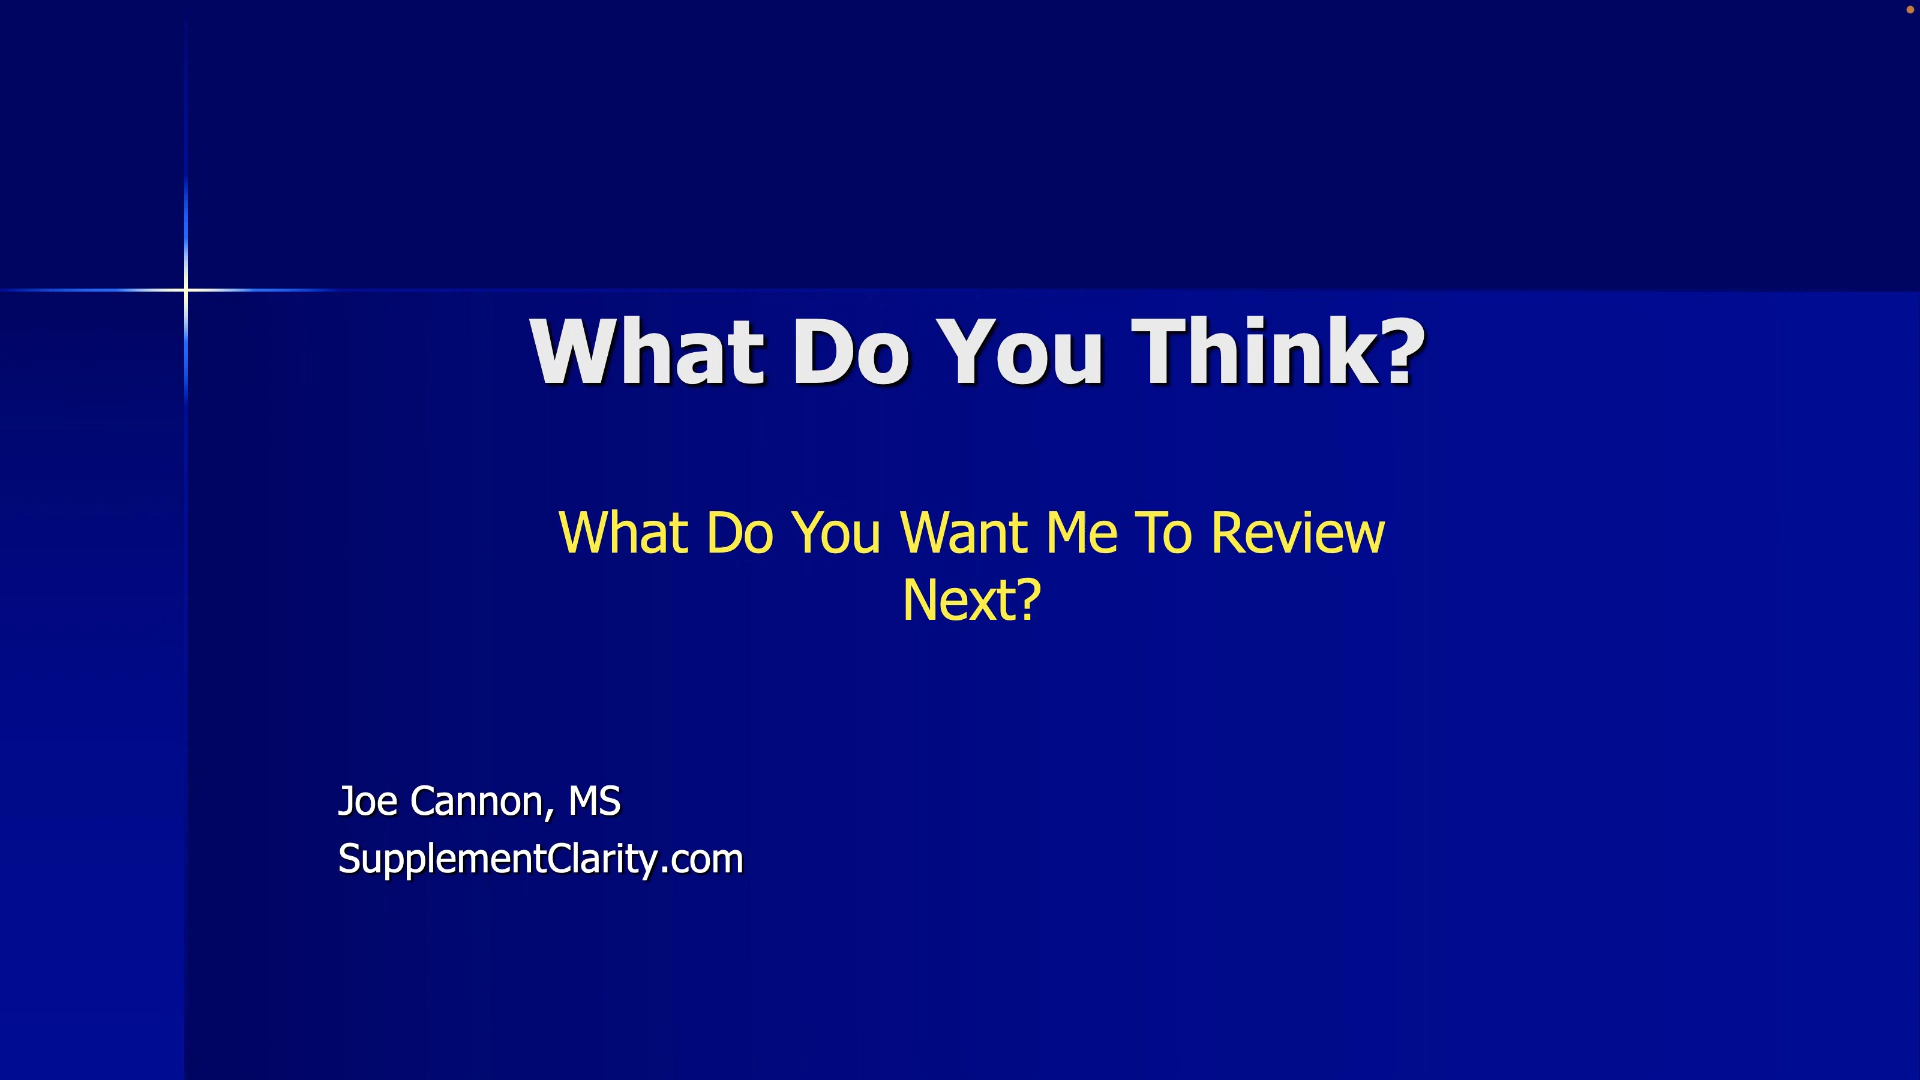 What Do You Think?
What Do You Want Me To Review
Next?
Joe Cannon, MS
SupplementClarity.com